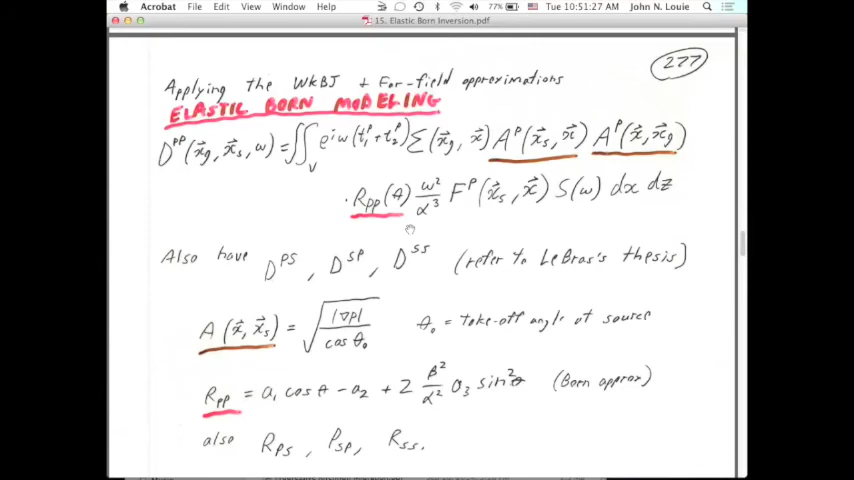 Acrobat File Edit View Window Help 77% Tue 10:51:27 AM John N. Louie
15. Elastic Born Inversion.pdf
277
Applying the WKBJ + Far-field approximations
ELASTIC BORN MODELING
D^PP (x⃗g, x⃗s, ω) = ∬_V e^{iω(t₁^P + t₂^P)} Σ(x⃗g, x⃗) A^P(x⃗s, x⃗) A^P(x⃗, x⃗g)
· Rpp(θ) ω²/α³ F^P(x⃗s, x⃗) S(ω) dx dz
Also have D^PS, D^SP, D^SS (refer to LeBras's thesis)
A(x⃗, x⃗s) = √(|∇p| / cos θ₀) θ₀ = take-off angle at source
Rpp = a₁ cos θ - a₂ + 2 β²/α² a₃ sin²θ (Born approx)
also RPS, PSP, RSS.